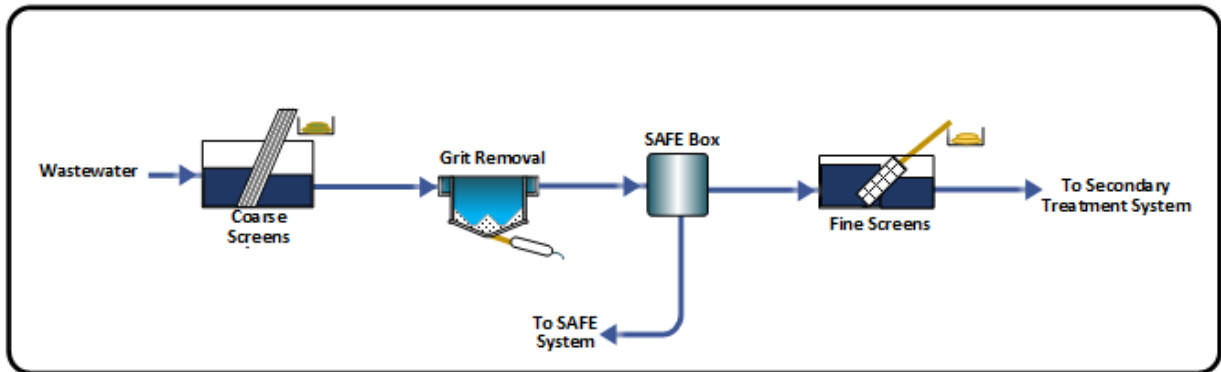 Wastewater
Coarse
Screens
Grit Removal
SAFE Box
To SAFE
System
Fine Screens
To Secondary
Treatment System